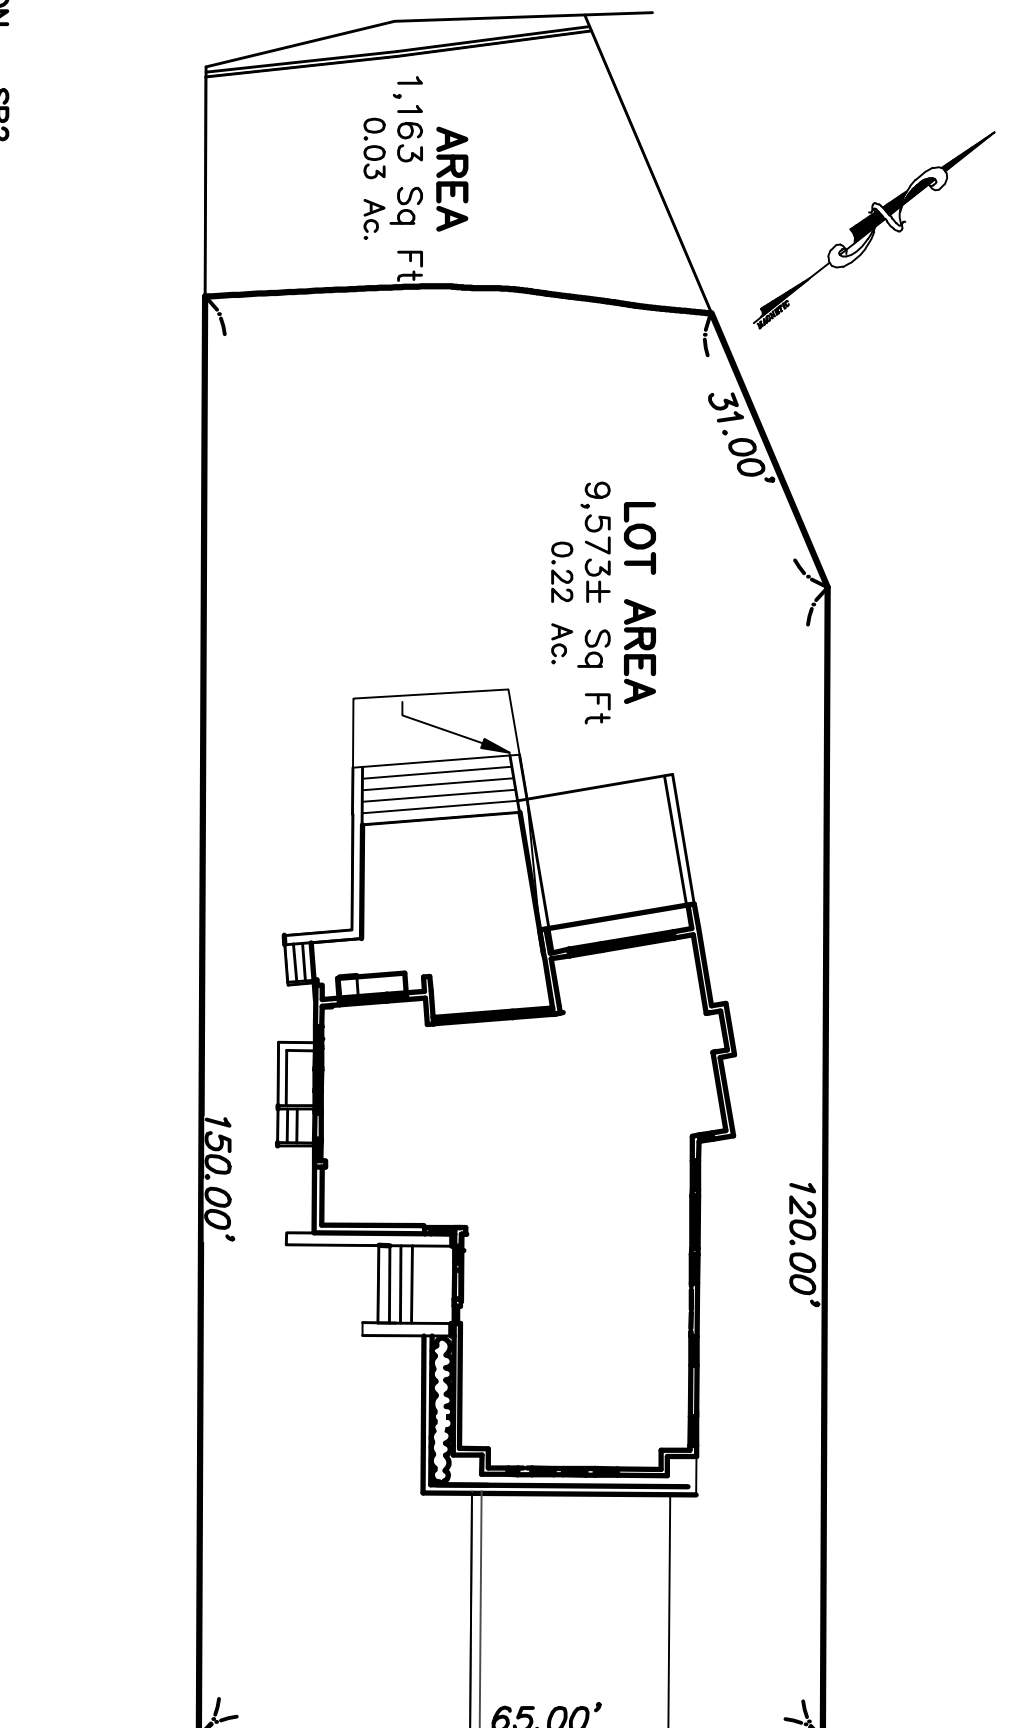 AREA
1,163 Sq Ft
0.03 Ac.
MAGNETIC
31.00'
LOT AREA
9,573± Sq Ft
0.22 Ac.
150.00'
120.00'
65.00'